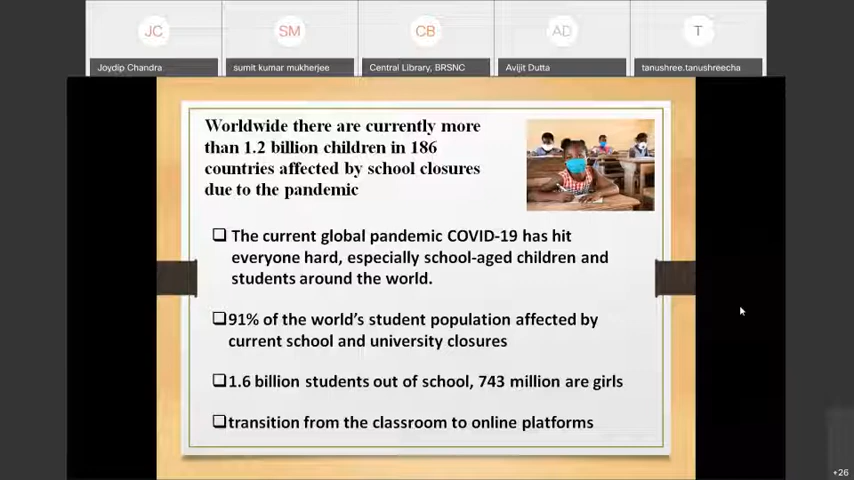 JC
SM
CB
AD
T
Joydip Chandra
sumit kumar mukherjee
Central Library, BRSNC
Avijit Dutta
tanushree.tanushreecha
Worldwide there are currently more
than 1.2 billion children in 186
countries affected by school closures
due to the pandemic
The current global pandemic COVID-19 has hit
everyone hard, especially school-aged children and
students around the world.
91% of the world's student population affected by
current school and university closures
1.6 billion students out of school, 743 million are girls
transition from the classroom to online platforms
+26